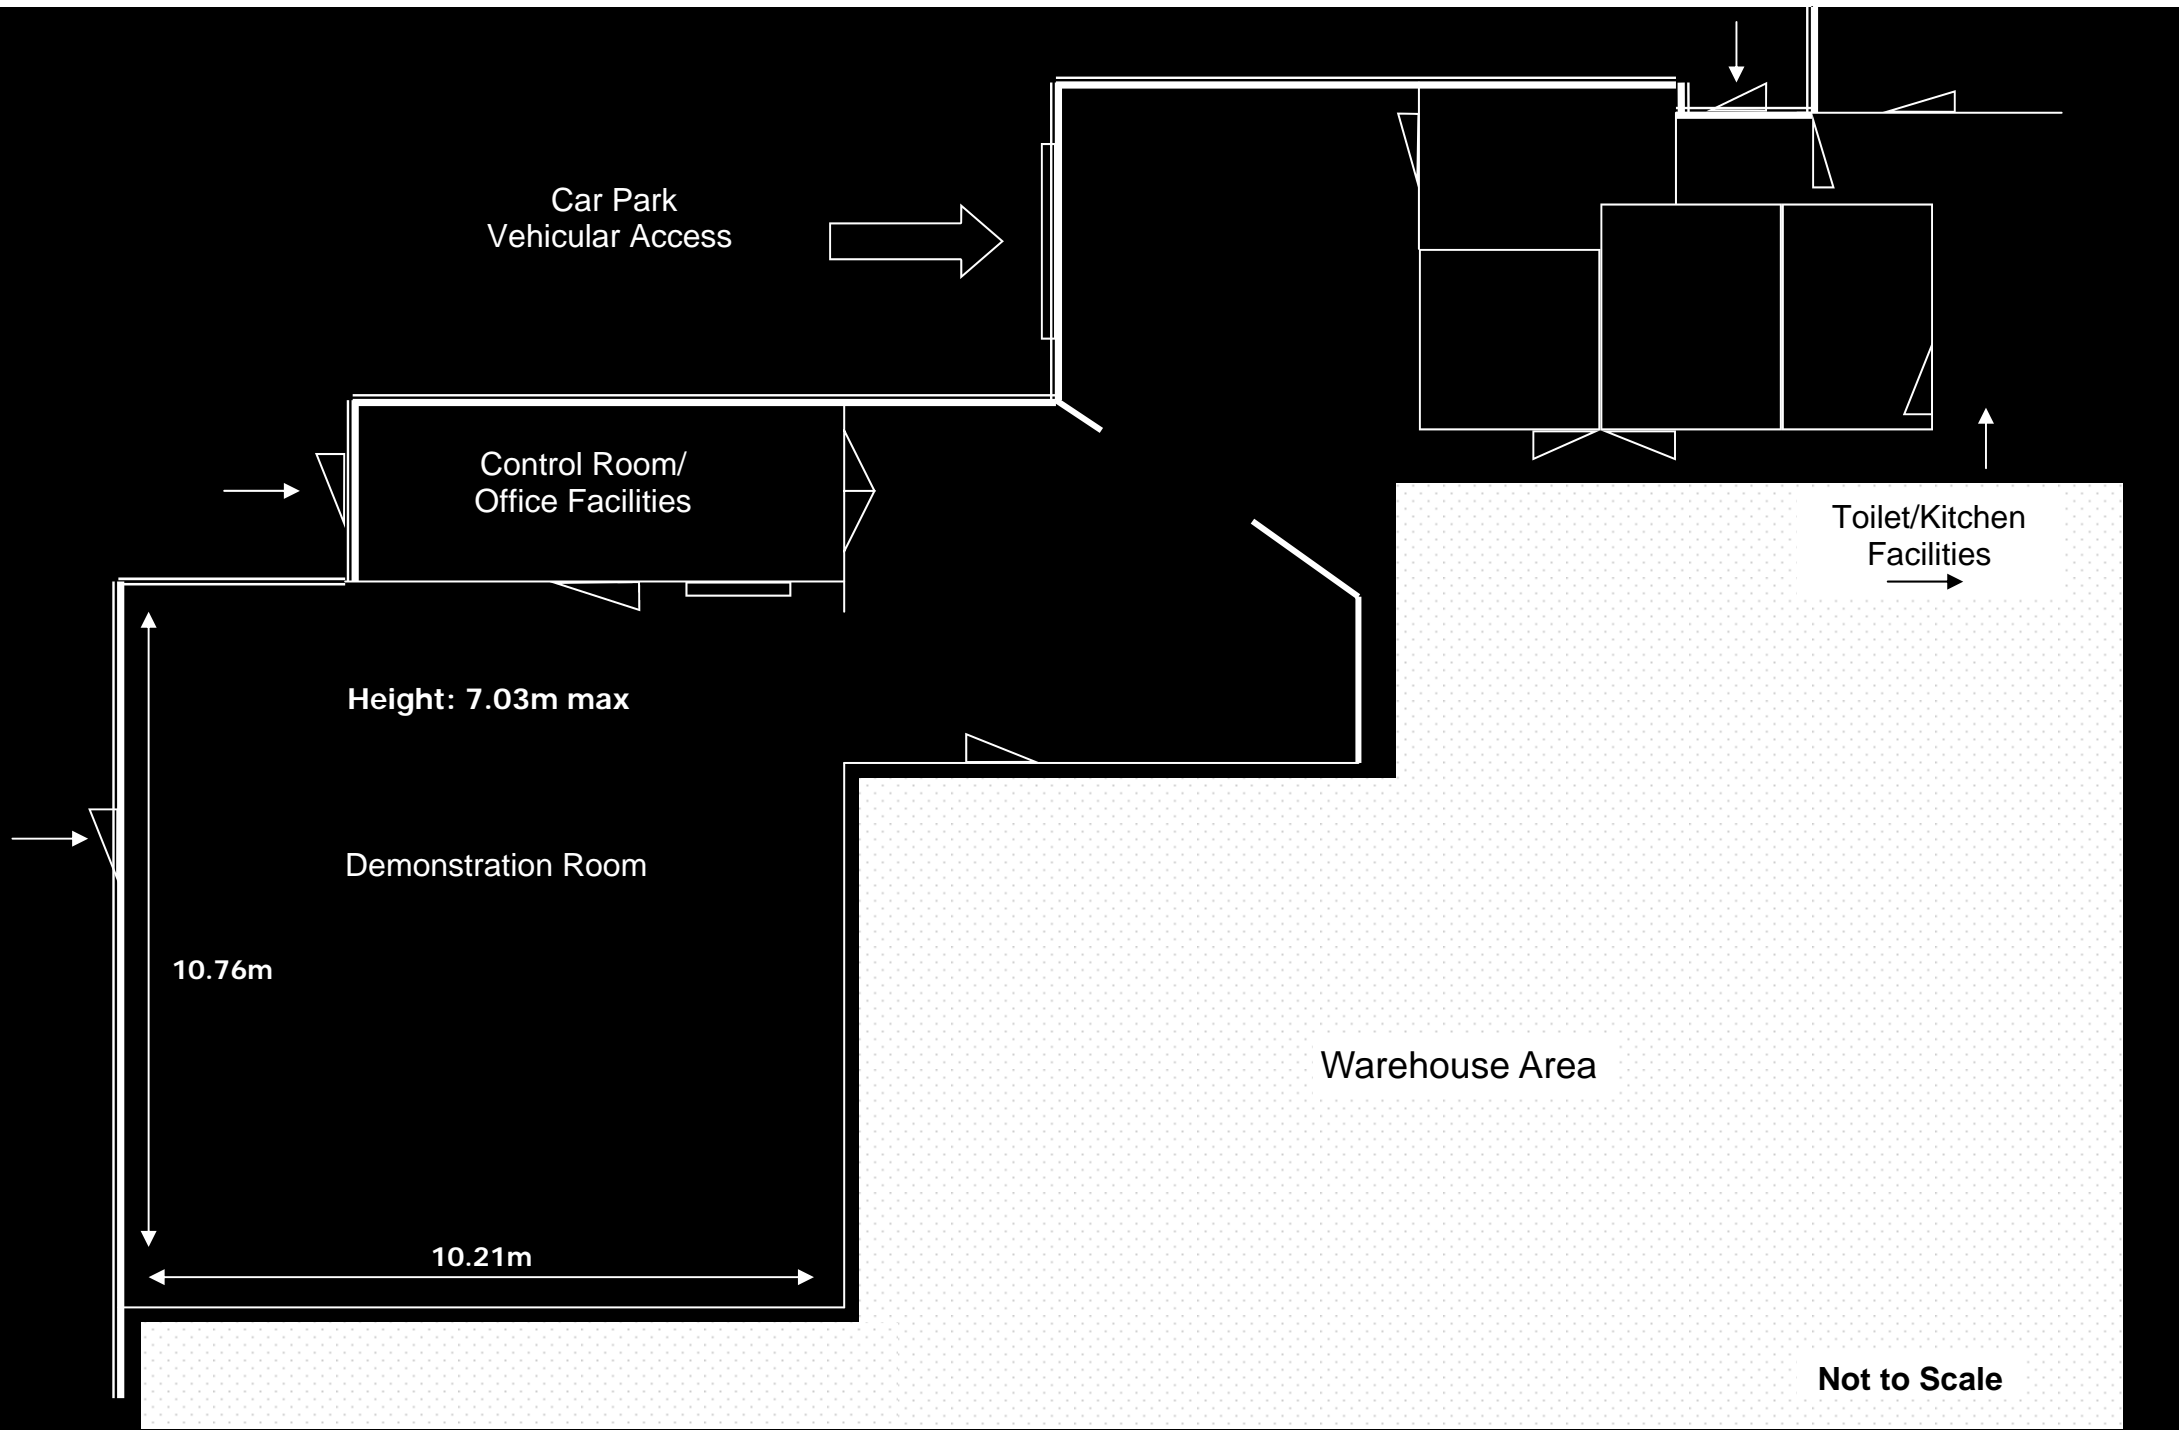 Car Park
Vehicular Access
Control Room/
Office Facilities
Toilet/Kitchen
Facilities
Height: 7.03m max
Demonstration Room
10.76m
Warehouse Area
10.21m
Not to Scale